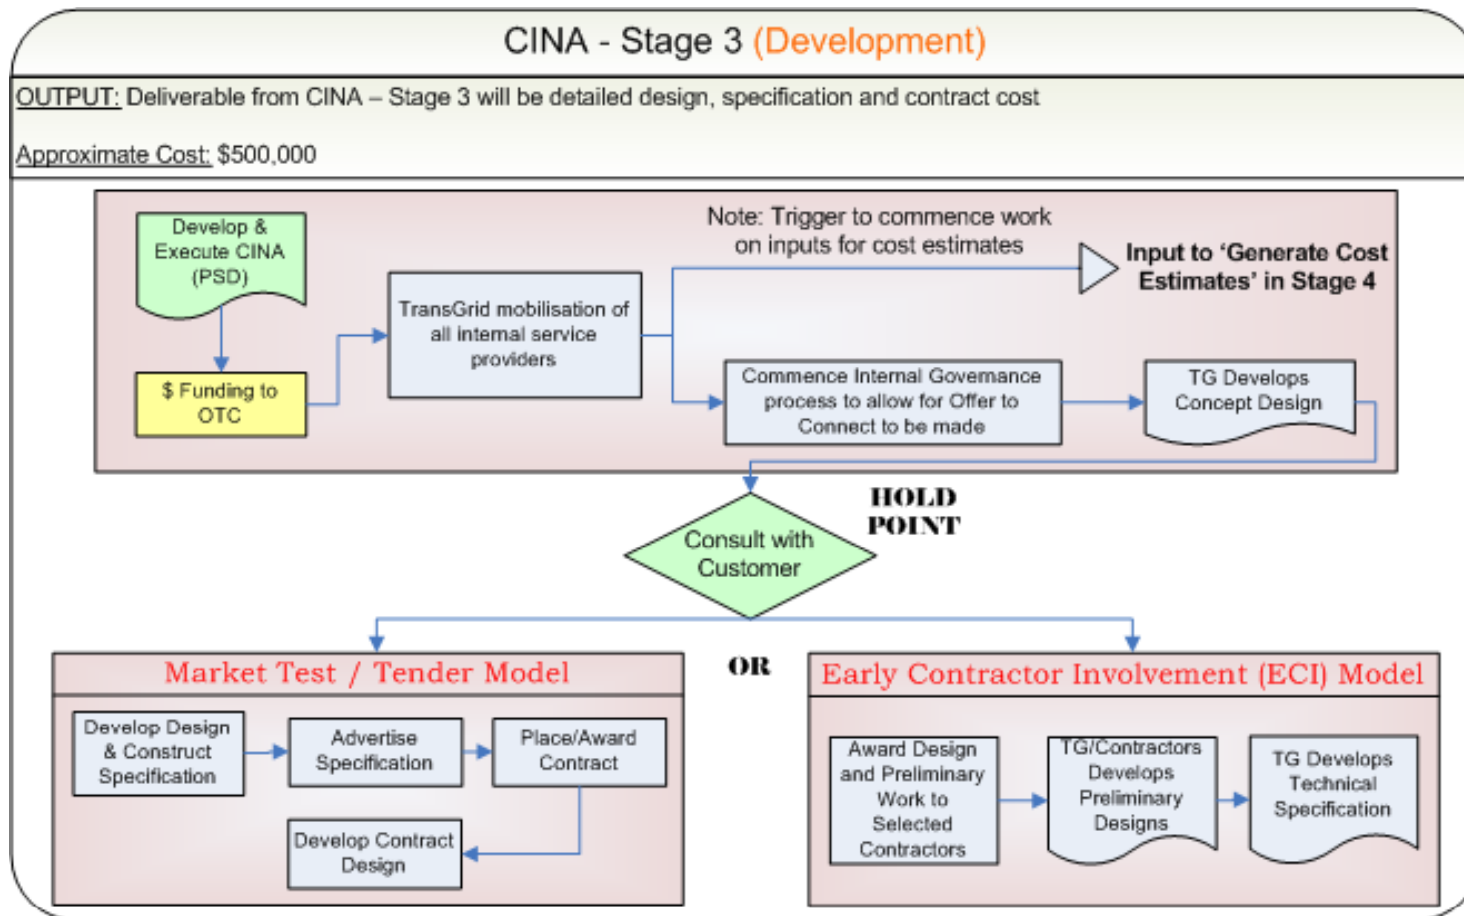 CINA - Stage 3 (Development)
OUTPUT: Deliverable from CINA – Stage 3 will be detailed design, specification and contract cost
Approximate Cost: $500,000
Develop &
Execute CINA
(PSD)
$ Funding to
OTC
TransGrid mobilisation of
all internal service
providers
Note: Trigger to commence work
on inputs for cost estimates
Input to ‘Generate Cost
Estimates’ in Stage 4
Commence Internal Governance
process to allow for Offer to
Connect to be made
TG Develops
Concept Design
HOLD
POINT
Consult with
Customer
Market Test / Tender Model
Develop Design
& Construct
Specification
Advertise
Specification
Place/Award
Contract
Develop Contract
Design
OR
Early Contractor Involvement (ECI) Model
Award Design
and Preliminary
Work to
Selected
Contractors
TG/Contractors
Develops
Preliminary
Designs
TG Develops
Technical
Specification